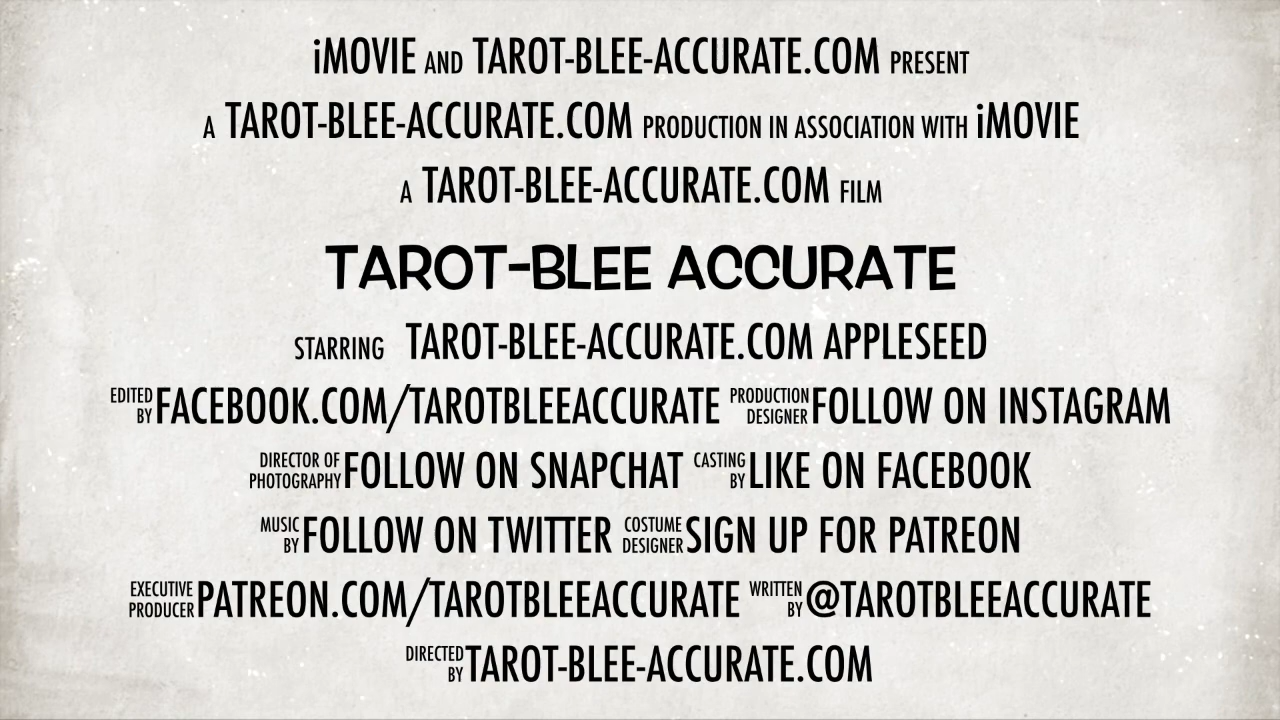 iMOVIE AND TAROT-BLEE-ACCURATE.COM PRESENT
A TAROT-BLEE-ACCURATE.COM PRODUCTION IN ASSOCIATION WITH iMOVIE
A TAROT-BLEE-ACCURATE.COM FILM
TAROT-BLEE ACCURATE
STARRING TAROT-BLEE-ACCURATE.COM APPLESEED
EDITED BY FACEBOOK.COM/TAROTBLEEACCURATE PRODUCTION DESIGNER FOLLOW ON INSTAGRAM
DIRECTOR OF PHOTOGRAPHY FOLLOW ON SNAPCHAT CASTING BY LIKE ON FACEBOOK
MUSIC BY FOLLOW ON TWITTER COSTUME DESIGNER SIGN UP FOR PATREON
EXECUTIVE PRODUCER PATREON.COM/TAROTBLEEACCURATE WRITTEN BY @TAROTBLEEACCURATE
DIRECTED BY TAROT-BLEE-ACCURATE.COM